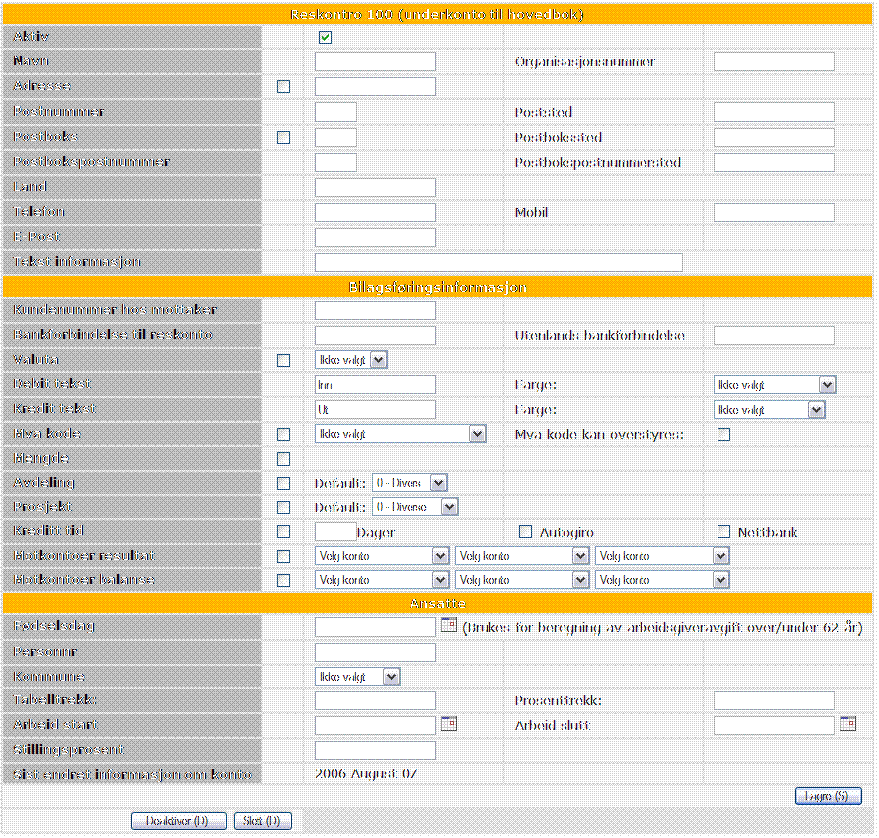 Reskontro 100 (underkonto til hovedbok)
Aktiv
Navn Organisasjonsnummer
Adresse
Postnummer Poststed
Postboks Postbokssted
Postbokspostnummer Postbokspostnummersted
Land
Telefon Mobil
E-Post
Tekst informasjon
Bilagsføringsinformasjon
Kundenummer hos mottaker
Bankforbindelse til reskonto Utenlands bankforbindelse
Valuta Ikke valgt
Debit tekst Inn Farge: Ikke valgt
Kredit tekst Ut Farge: Ikke valgt
Mva kode Ikke valgt Mva kode kan overstyres:
Mengde
Avdeling Default: 0 - Divers
Prosjekt Default: 0 - Diverse
Kreditt tid Dager Autogiro Nettbank
Motkontoer resultat Velg konto Velg konto Velg konto
Motkontoer balanse Velg konto Velg konto Velg konto
Ansatte
Fødselsdag (Brukes for beregning av arbeidsgiveravgift over/under 62 år)
Personnr
Kommune Ikke valgt
Tabelltrekk: Prosenttrekk:
Arbeid start Arbeid slutt
Stillingsprosent
Sist endret informasjon om konto 2006 August 07
Lagre (S)
Deaktiver (D) Slett (D)